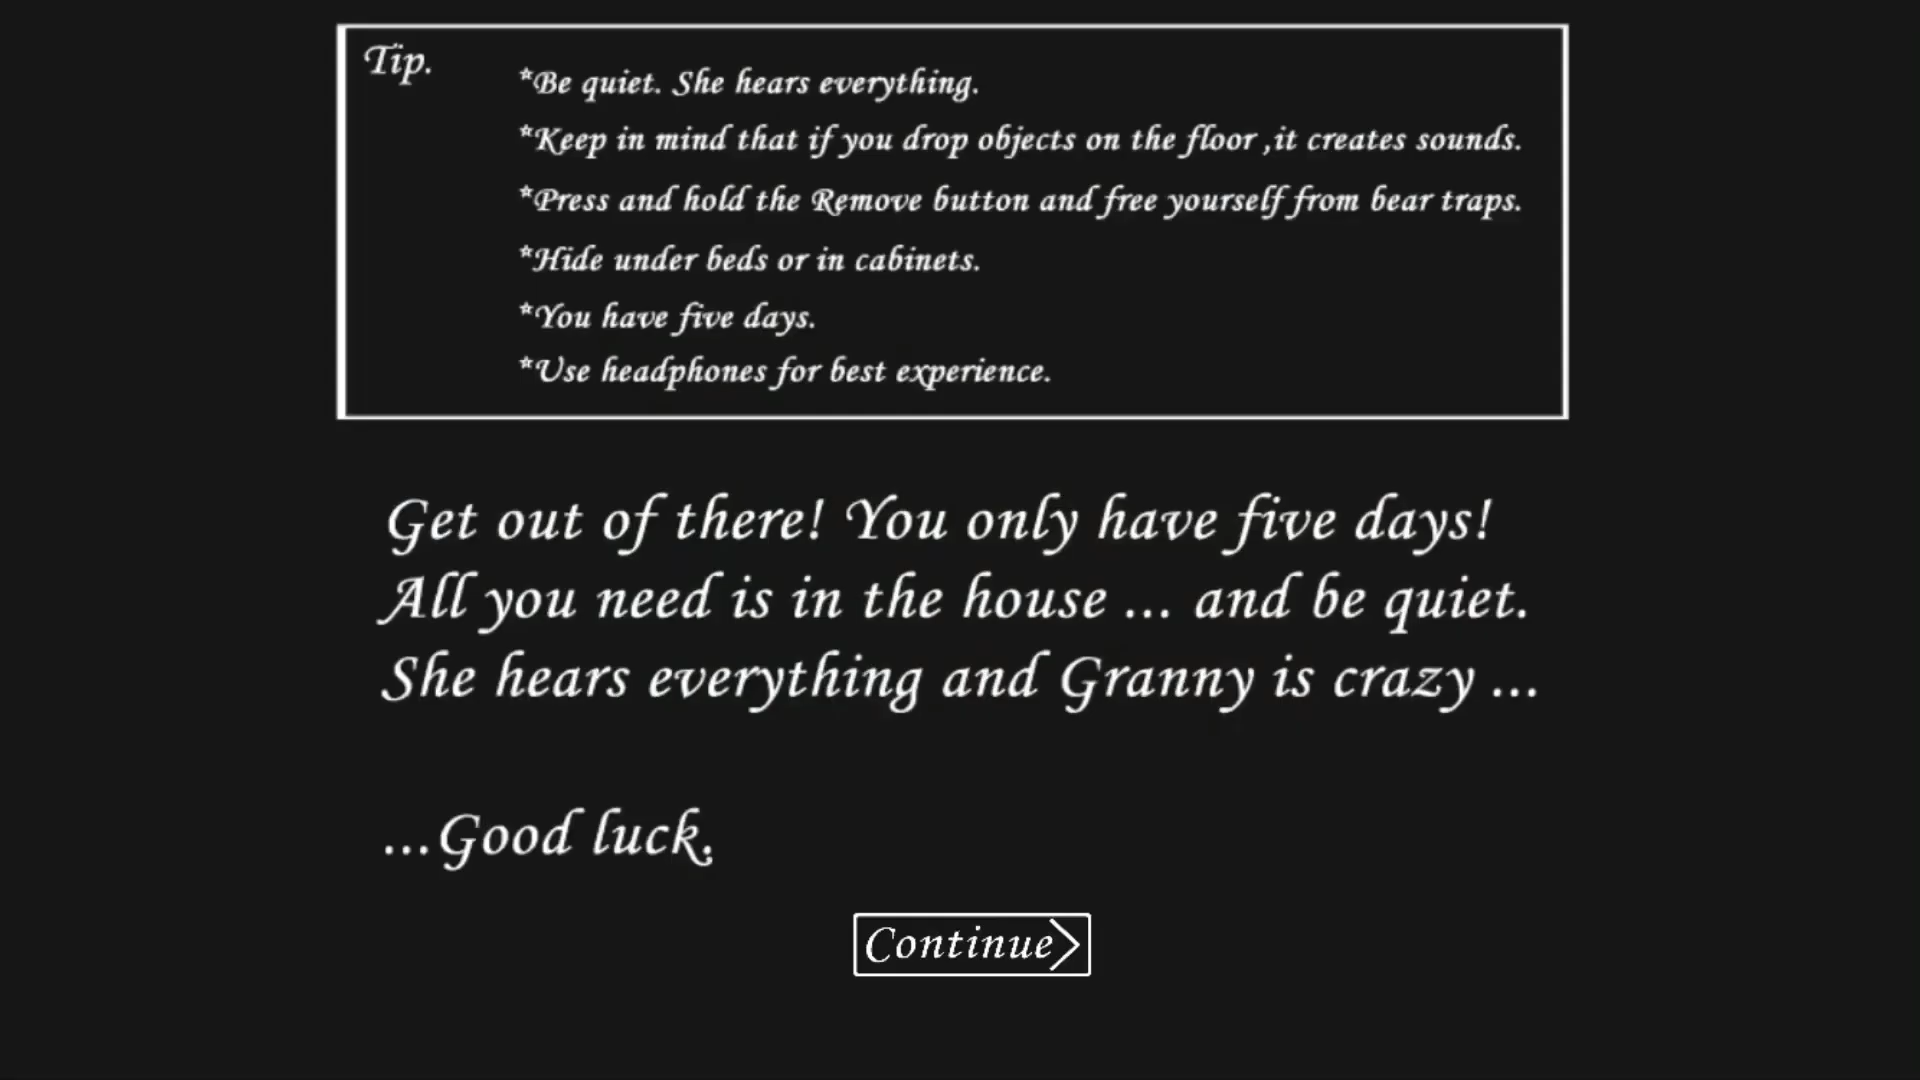 Tip.
*Be quiet. She hears everything.
*Keep in mind that if you drop objects on the floor ,it creates sounds.
*Press and hold the Remove button and free yourself from bear traps.
*Hide under beds or in cabinets.
*You have five days.
*Use headphones for best experience.
Get out of there! You only have five days!
All you need is in the house ... and be quiet.
She hears everything and Granny is crazy ...
...Good luck.
Continue